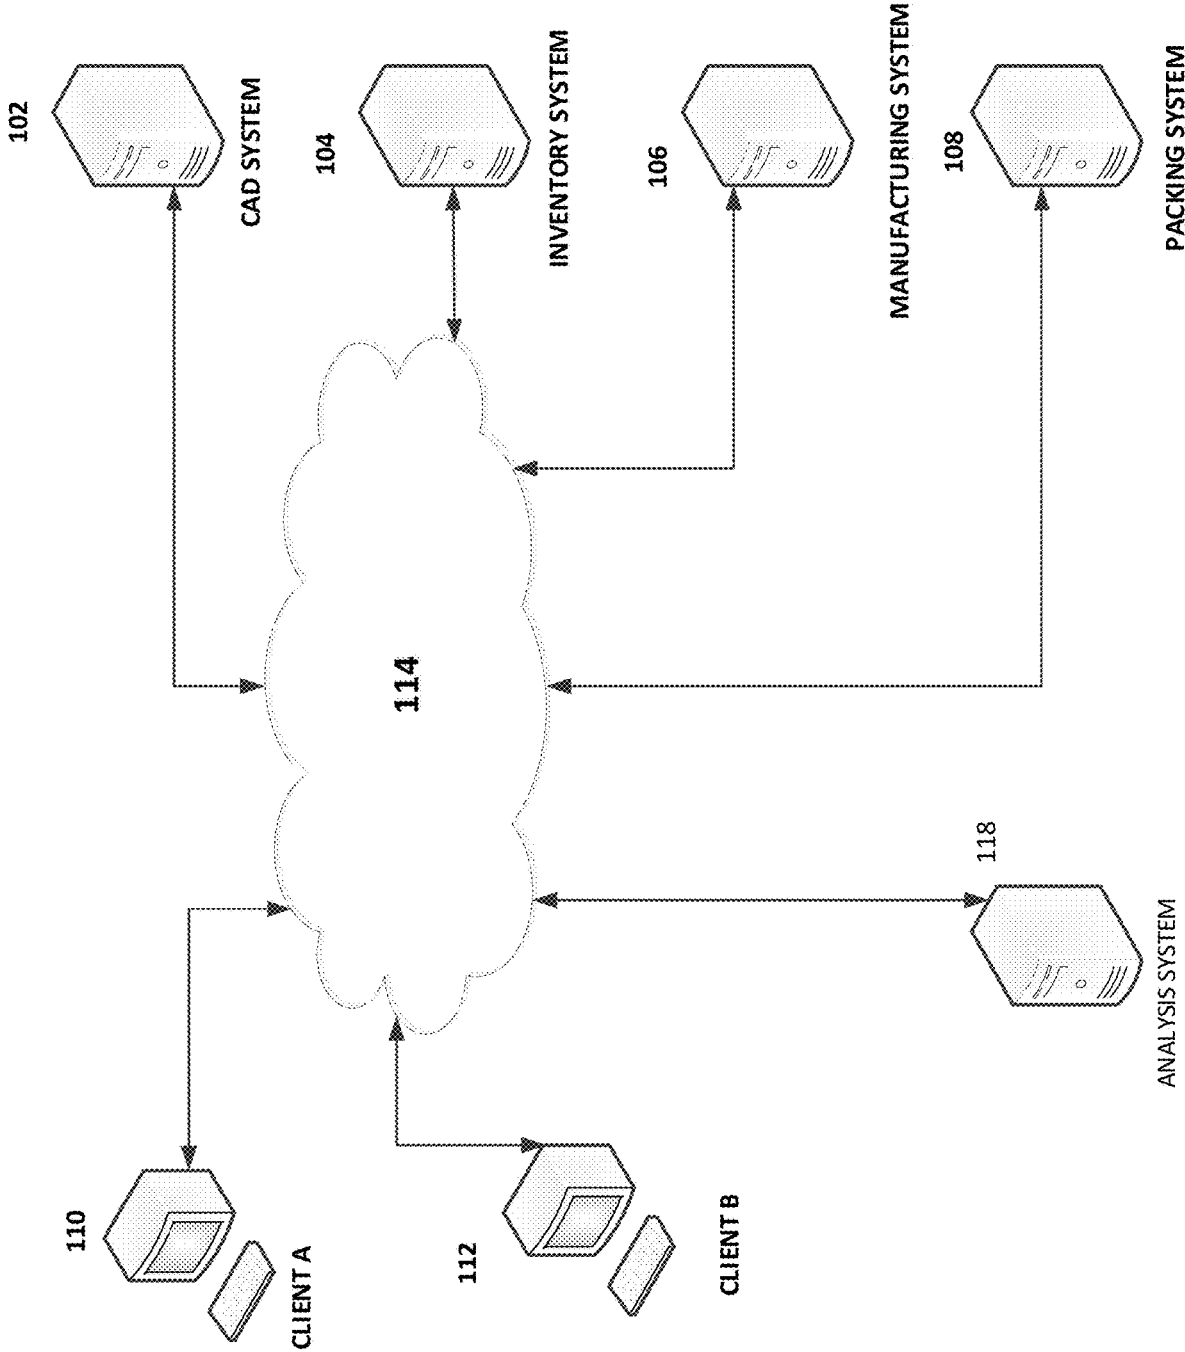 102
CAD SYSTEM
104
INVENTORY SYSTEM
106
MANUFACTURING SYSTEM
108
PACKING SYSTEM
114
118
ANALYSIS SYSTEM
110
CLIENT A
112
CLIENT B